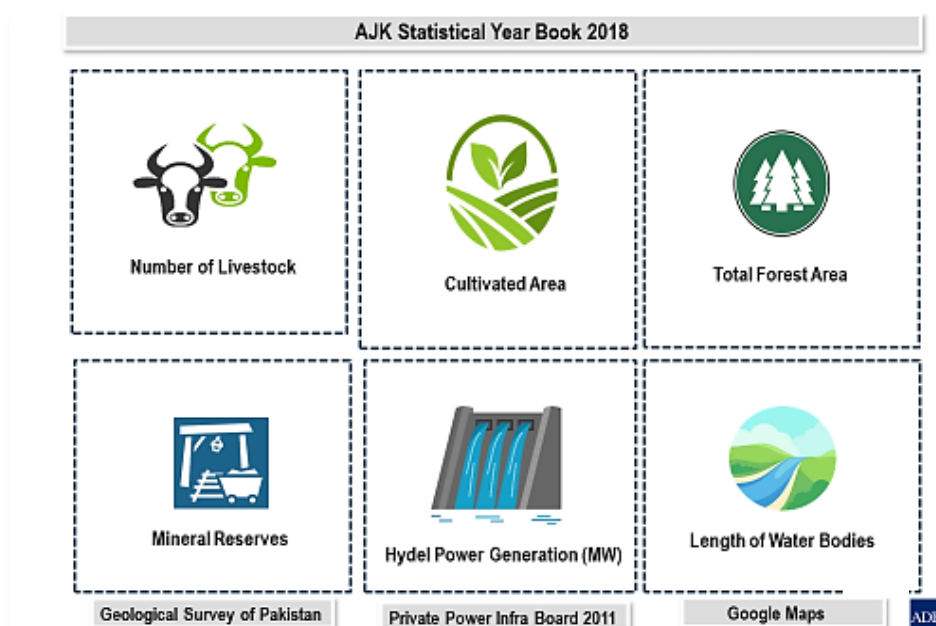 AJK Statistical Year Book 2018
Number of Livestock
Cultivated Area
Total Forest Area
Mineral Reserves
Hydel Power Generation (MW)
Length of Water Bodies
Geological Survey of Pakistan
Private Power Infra Board 2011
Google Maps